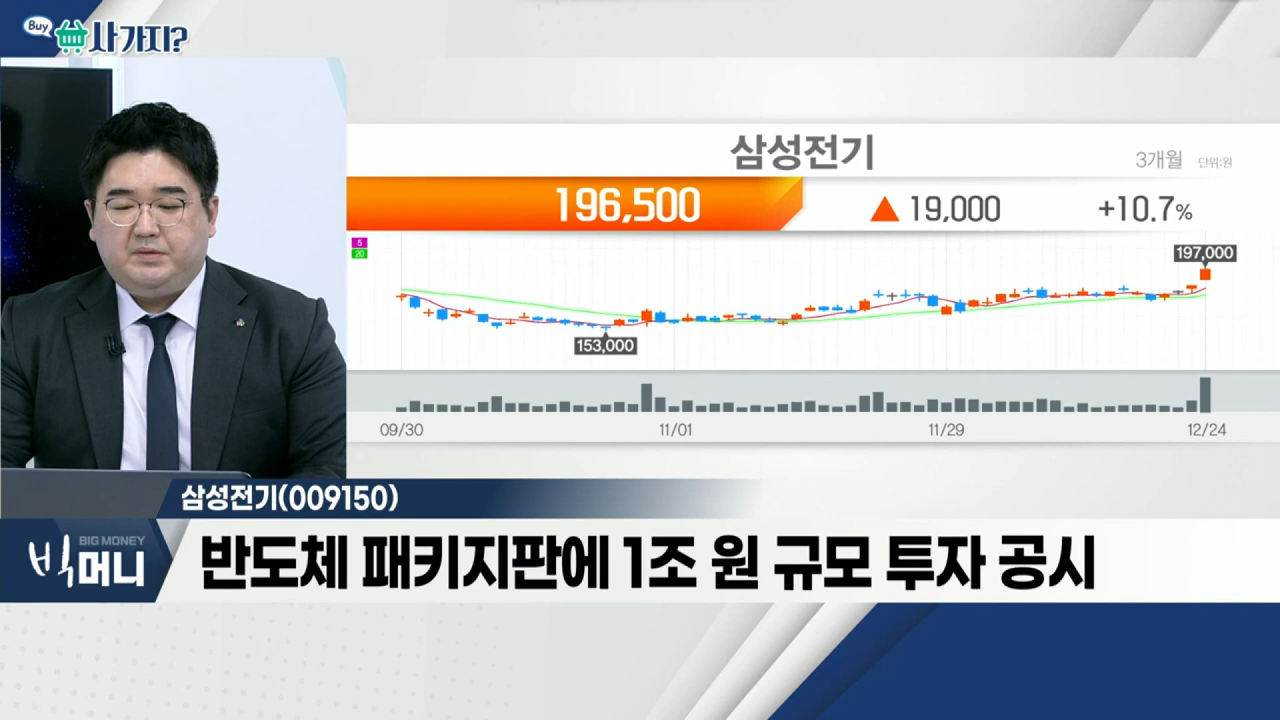 Buy 사 가지?
삼성전기
3개월 단위:원
196,500 ▲ 19,000 +10.7%
5
20
197,000
153,000
09/30 11/01 11/29 12/24
삼성전기(009150)
BIG MONEY
빅머니
반도체 패키지판에 1조 원 규모 투자 공시